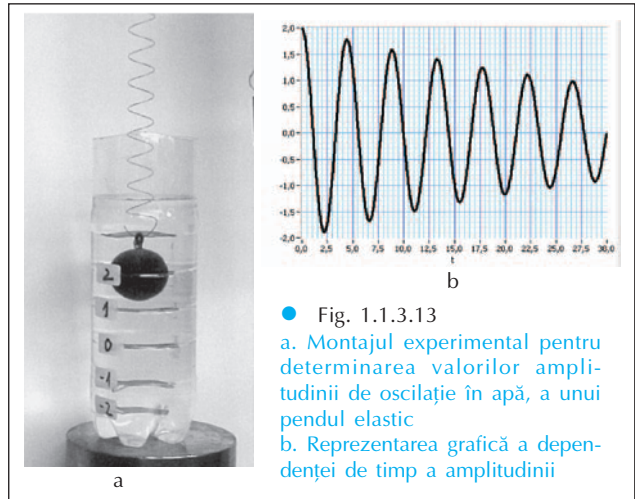 2
1
0
-1
-2
a
2,0
1,5
1,0
0,5
0,0
-0,5
-1,0
-1,5
-2,0
0,0 2,5 5,0 7,5 10,0 12,5 15,0 17,5 20,0 22,5 25,0 27,5 30,0
t
b
● Fig. 1.1.3.13
a. Montajul experimental pentru
determinarea valorilor ampli-
tudinii de oscilație în apă, a unui
pendul elastic
b. Reprezentarea grafică a depen-
denței de timp a amplitudinii